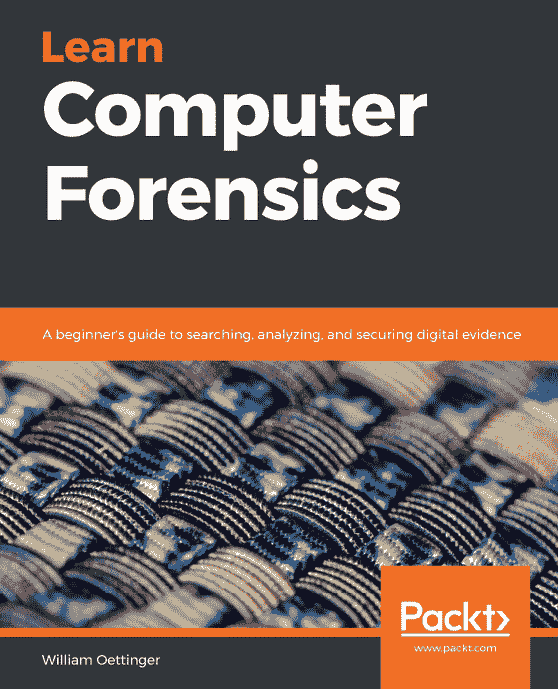 Learn
Computer
Forensics
A beginner's guide to searching, analyzing, and securing digital evidence
Packt>
www.packt.com
William Oettinger